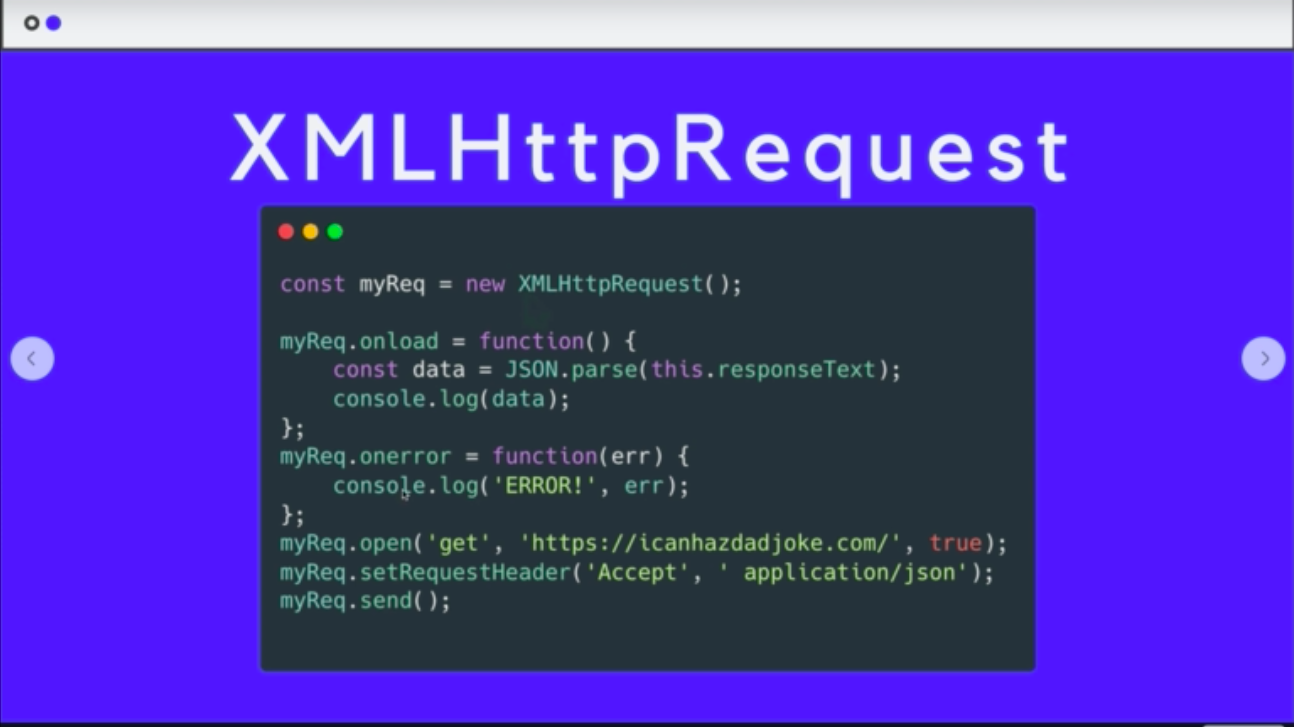 XMLHttpRequest
const myReq = new XMLHttpRequest();
myReq.onload = function() {
    const data = JSON.parse(this.responseText);
    console.log(data);
};
myReq.onerror = function(err) {
    console.log('ERROR!', err);
};
myReq.open('get', 'https://icanhazdadjoke.com/', true);
myReq.setRequestHeader('Accept', ' application/json');
myReq.send();